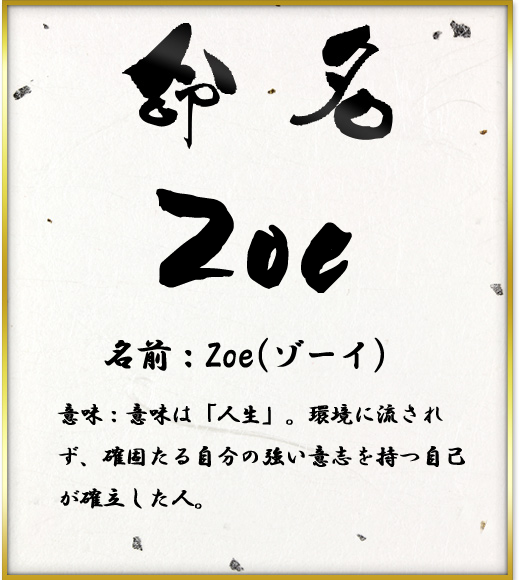 命名
Zoe
名前：Zoe(ゾーイ)
意味：意味は「人生」。環境に流され
ず、確固たる自分の強い意志を持つ自己
が確立した人。